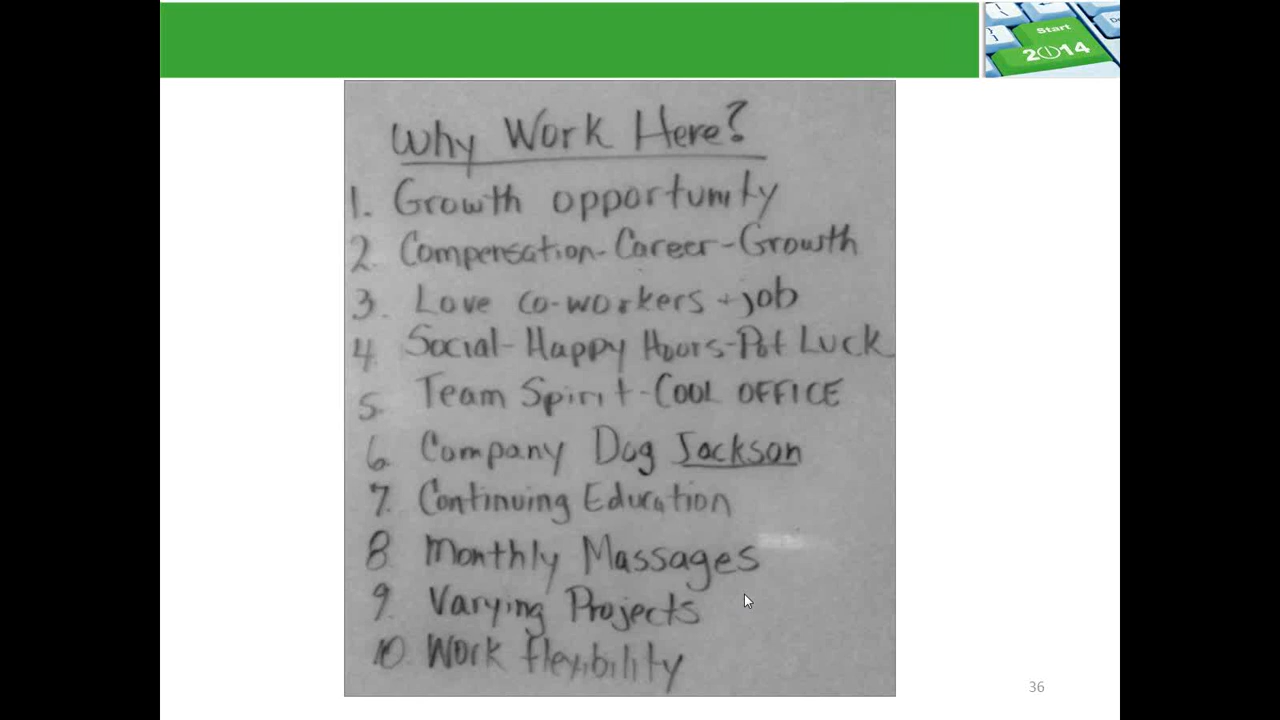 Start
2014
Why Work Here?
1. Growth opportunity
2. Compensation-Career-Growth
3. Love co-workers + job
4. Social-Happy Hours-Pot Luck
5. Team Spirit-COOL OFFICE
6. Company Dog Jackson
7. Continuing Education
8. Monthly Massages
9. Varying Projects
10. Work flexibility
36